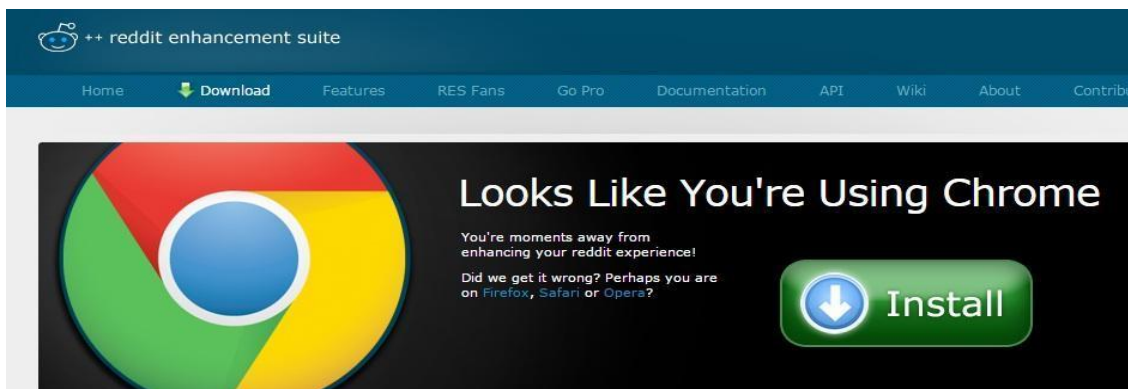 ++ reddit enhancement suite
Home Download Features RES Fans Go Pro Documentation API Wiki About Contribu
Looks Like You're Using Chrome
You're moments away from
enhancing your reddit experience!
Did we get it wrong? Perhaps you are
on Firefox, Safari or Opera?
Install